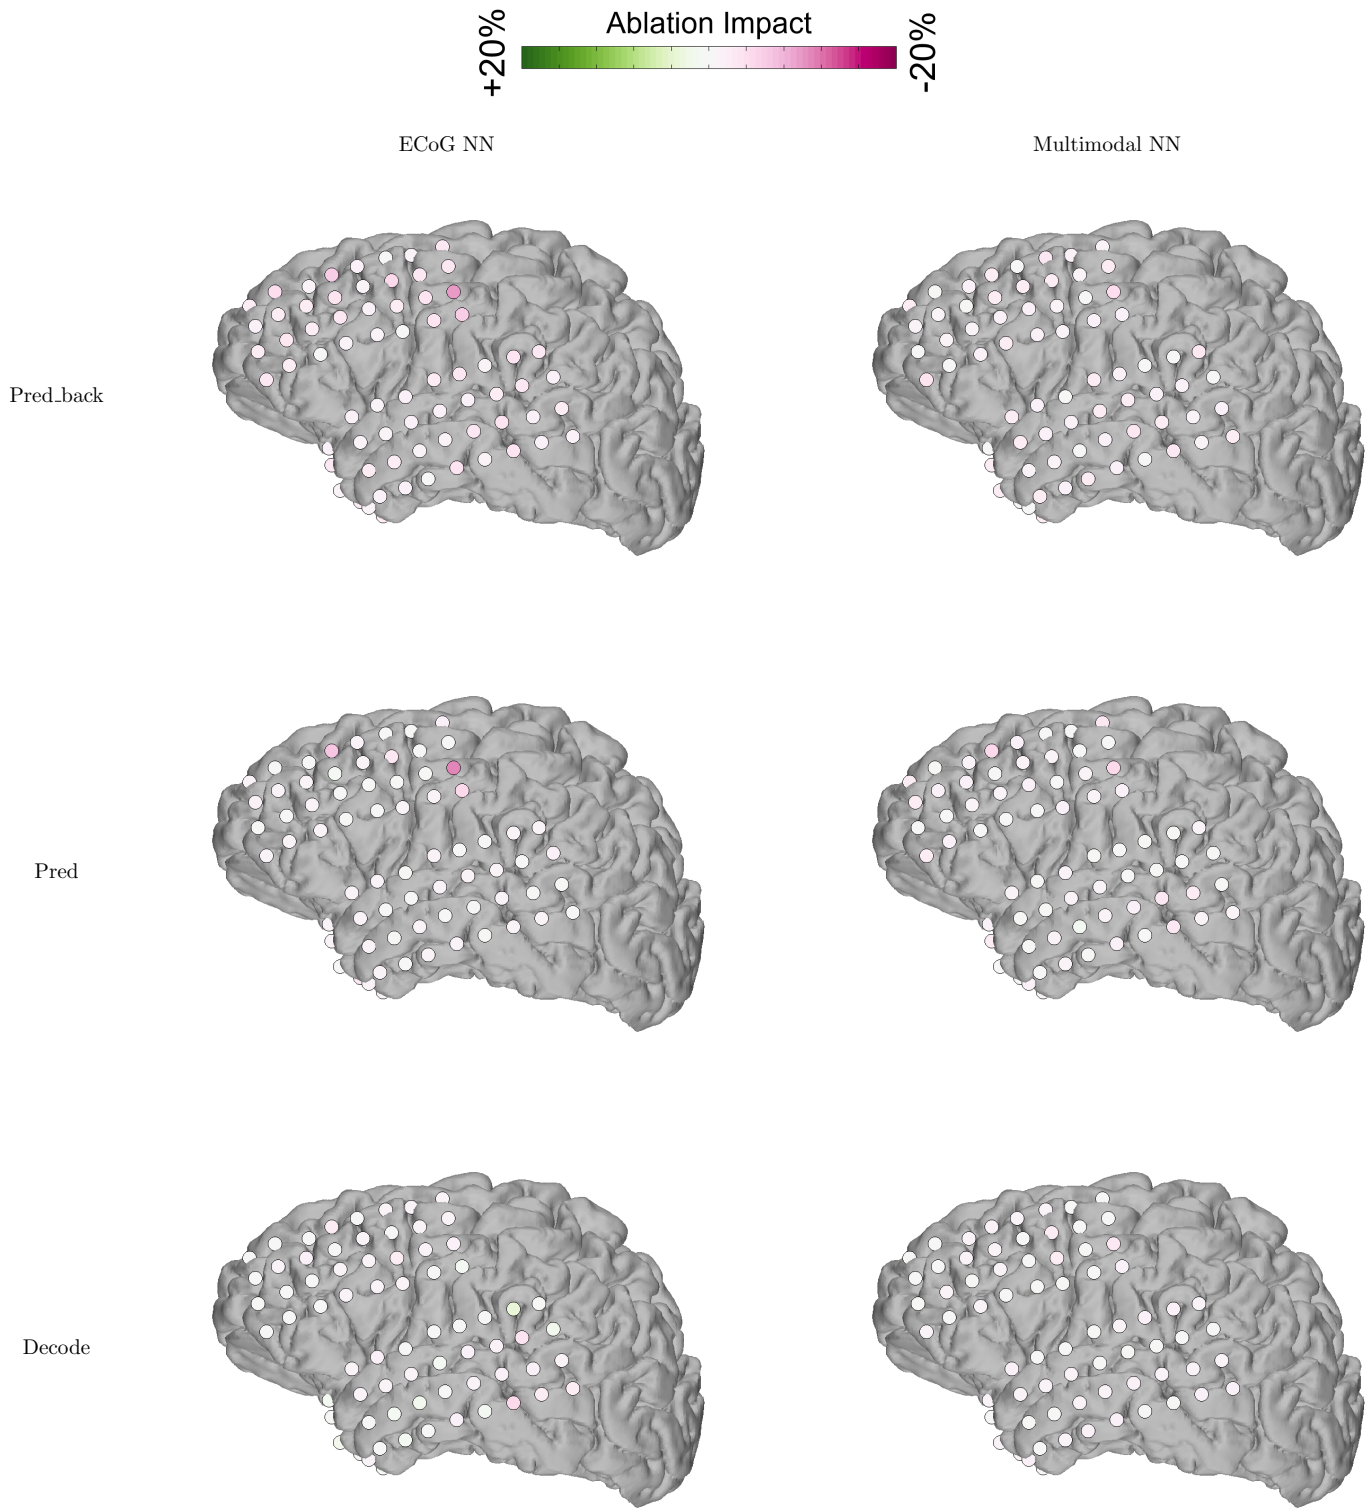 Ablation Impact
+20%
-20%
ECoG NN
Multimodal NN
Pred_back
Pred
Decode